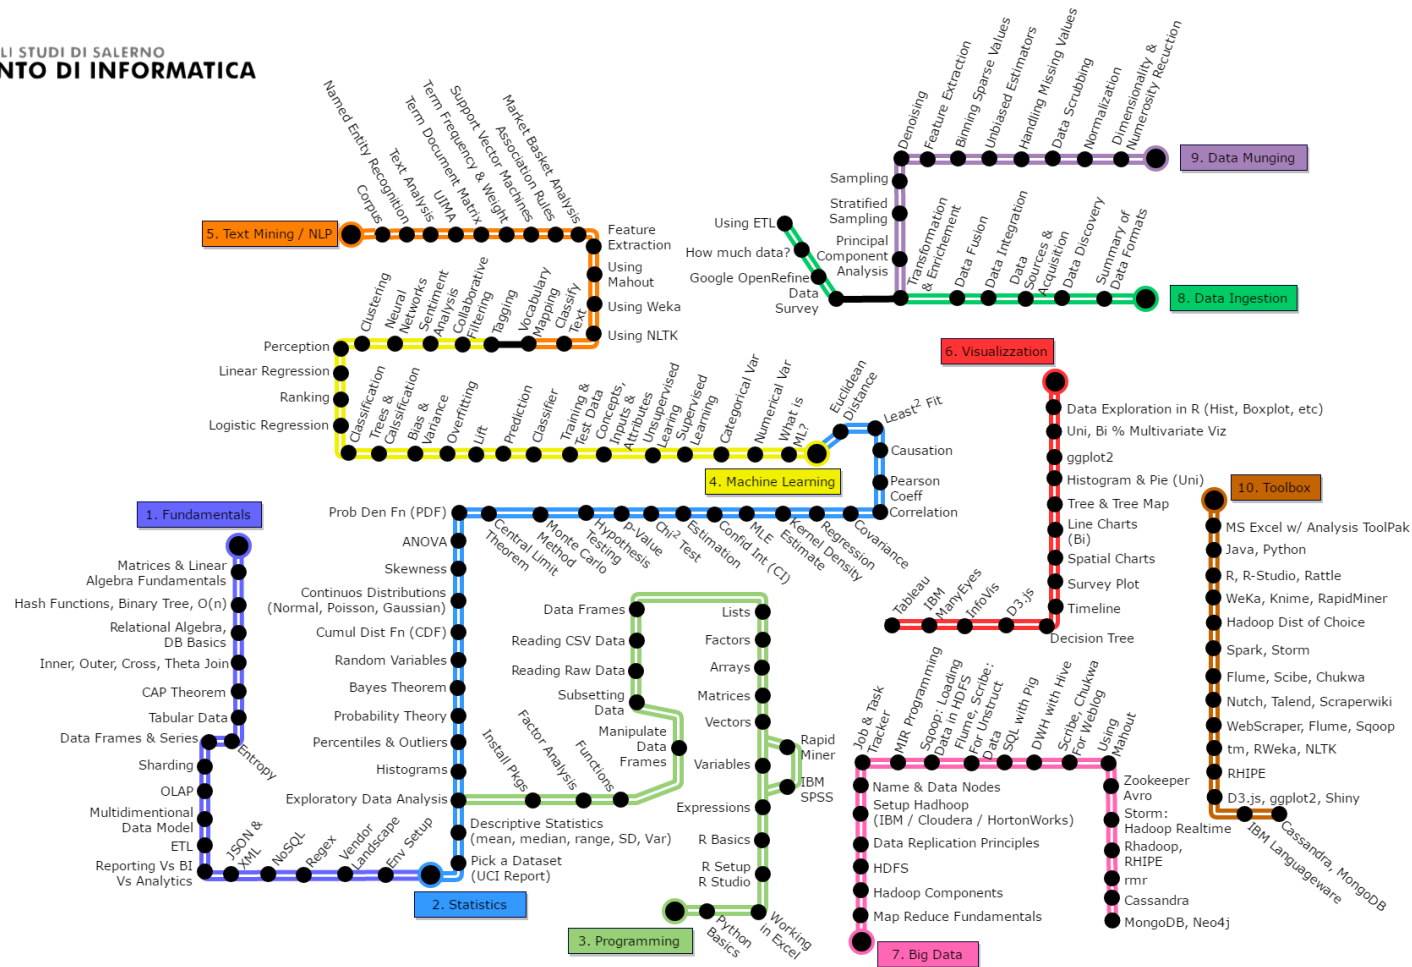 LI STUDI DI SALERNO
NTO DI INFORMATICA
5. Text Mining / NLP
Corpus
Named Entity Recognition
Text Analysis
UIMA
Term Document Matrix
Term Frequency & Weight
Support Vector Machines
Association Rules
Market Basket Analysis
Feature
Extraction
Using
Mahout
Using Weka
Using NLTK
Classify
Text
Vocabulary
Mapping
Tagging
Collaborative
Filtering
Sentiment
Analysis
Neural
Networks
Clustering
Perception
Linear Regression
Ranking
Logistic Regression
Classification
Trees &
Calsification
Bias &
Variance
Overfitting
Lift
Prediction
Classifier
Training &
Test Data
Concepts,
Inputs &
Attributes
Unsupervised
Learing
Supervised
Learning
Categorical Var
Numerical Var
What is
ML?
4. Machine Learning
Euclidean
Distance
Least² Fit
Causation
Pearson
Coeff
Correlation
Covariance
Regression
Kernel Density
Estimate
MLE
Confid Int (CI)
Estimation
Chi² Test
p-Value
Hypothesis
Testing
Monte Carlo
Method
Central Limit
Theorem
Prob Den Fn (PDF)
ANOVA
Skewness
Continuos Distributions
(Normal, Poisson, Gaussian)
Cumul Dist Fn (CDF)
Random Variables
Bayes Theorem
Probability Theory
Percentiles & Outliers
Histograms
Exploratory Data Analysis
Descriptive Statistics
(mean, median, range, SD, Var)
Pick a Dataset
(UCI Report)
2. Statistics
1. Fundamentals
Matrices & Linear
Algebra Fundamentals
Hash Functions, Binary Tree, O(n)
Relational Algebra,
DB Basics
Inner, Outer, Cross, Theta Join
CAP Theorem
Tabular Data
Entropy
Data Frames & Series
Sharding
OLAP
Multidimentional
Data Model
ETL
Reporting Vs BI
Vs Analytics
JSON &
XML
NoSQL
Regex
Vendor
Landscape
Env Setup
3. Programming
Python
Basics
Working
in Excel
R Setup
R Studio
R Basics
Expressions
Variables
IBM
SPSS
Rapid
Miner
Vectors
Matrices
Arrays
Factors
Lists
Data Frames
Reading CSV Data
Reading Raw Data
Subsetting
Data
Manipulate
Data
Frames
Functions
Factor Analysis
Install Pkgs
9. Data Munging
Dimensionality &
Numerosity Recuction
Normalization
Data Scrubbing
Handling Missing Values
Unbiased Estimators
Binning Sparse Values
Feature Extraction
Denoising
Sampling
Stratified
Sampling
Principal
Component
Analysis
8. Data Ingestion
Summary of
Data Formats
Data Discovery
Data
Sources &
Acquisition
Data Integration
Data Fusion
Transformation
& Enrichement
Data
Survey
Google OpenRefine
How much data?
Using ETL
6. Visualizzation
Data Exploration in R (Hist, Boxplot, etc)
Uni, Bi % Multivariate Viz
ggplot2
Histogram & Pie (Uni)
Tree & Tree Map
Line Charts
(Bi)
Spatial Charts
Survey Plot
Timeline
Decision Tree
D3.js
InfoVis
IBM
ManyEyes
Tableau
7. Big Data
Map Reduce Fundamentals
Hadoop Components
HDFS
Data Replication Principles
Setup Hadhoop
(IBM / Cloudera / HortonWorks)
Name & Data Nodes
Job & Task
Tracker
MIR Programming
Sqoop: Loading
Data in HDFS
Flume, Scribe:
For Unstruct
Data
SQL with Pig
DWH with Hive
Scribe, Chukwa
For Weblog
Using
Mahout
Zookeeper
Avro
Storm:
Hadoop Realtime
Rhadoop,
RHIPE
rmr
Cassandra
MongoDB, Neo4j
10. Toolbox
MS Excel w/ Analysis ToolPak
Java, Python
R, R-Studio, Rattle
WeKa, Knime, RapidMiner
Hadoop Dist of Choice
Spark, Storm
Flume, Scibe, Chukwa
Nutch, Talend, Scraperwiki
WebScraper, Flume, Sqoop
tm, RWeka, NLTK
RHIPE
D3.js, ggplot2, Shiny
IBM Languageware
Cassandra, MongoDB